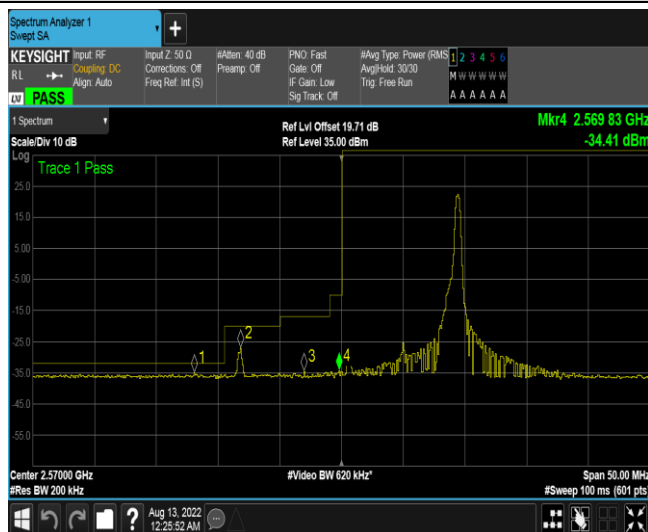 Spectrum Analyzer 1
Swept SA
+
KEYSIGHT Input: RF Input Z: 50 Ω #Atten: 40 dB PNO: Fast #Avg Type: Power (RMS 1 2 3 4 5 6
RL Coupling: DC Corrections: Off Preamp: Off Gate: Off Avg|Hold: 30/30 M W W W W W
Align: Auto Freq Ref: Int (S) IF Gain: Low Trig: Free Run
Sig Track: Off A A A A A A
LXI PASS
1 Spectrum Ref Lvl Offset 19.71 dB Mkr4 2.569 83 GHz
Scale/Div 10 dB Ref Level 35.00 dBm -34.41 dBm
Log
Trace 1 Pass
25.0
15.0
5.00
-5.00
-15.0
-25.0
2
1 3 4
-35.0
-45.0
-55.0
Center 2.57000 GHz #Video BW 620 kHz* Span 50.00 MHz
#Res BW 200 kHz #Sweep 100 ms (601 pts)
? Aug 13, 2022
12:25:52 AM